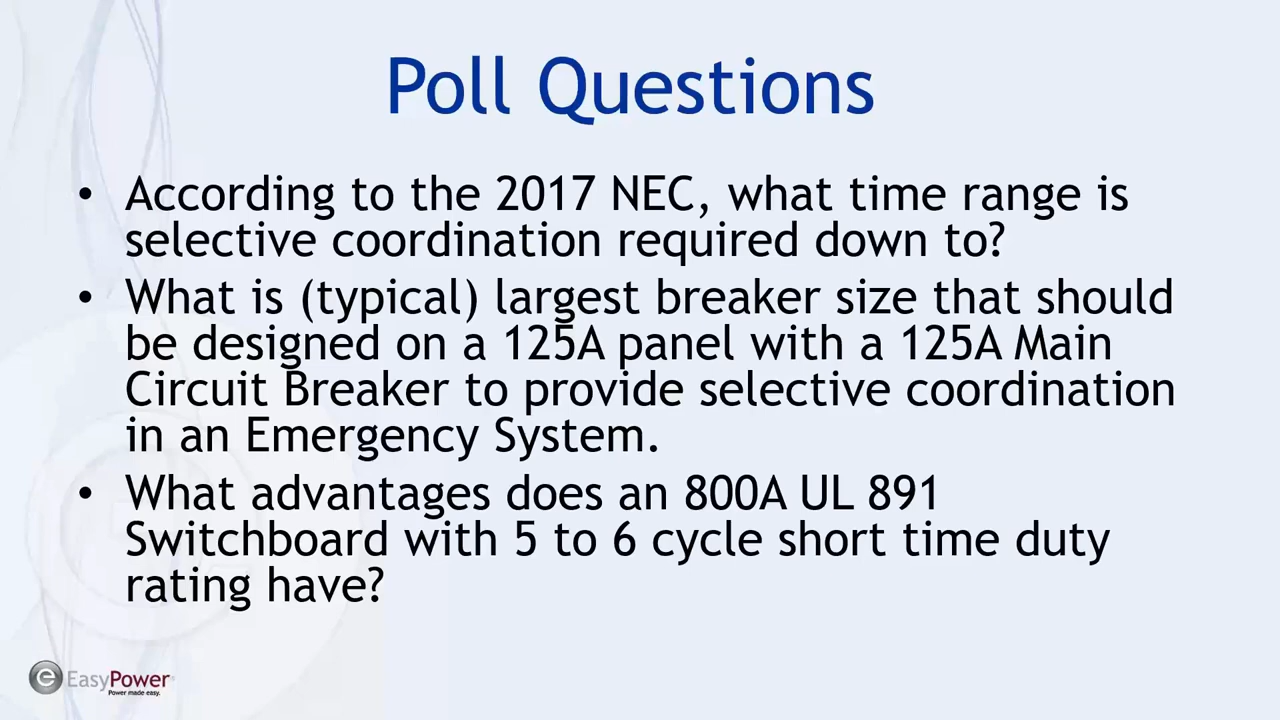 Poll Questions
• According to the 2017 NEC, what time range is
selective coordination required down to?
• What is (typical) largest breaker size that should
be designed on a 125A panel with a 125A Main
Circuit Breaker to provide selective coordination
in an Emergency System.
• What advantages does an 800A UL 891
Switchboard with 5 to 6 cycle short time duty
rating have?
e EasyPower
Power made easy.